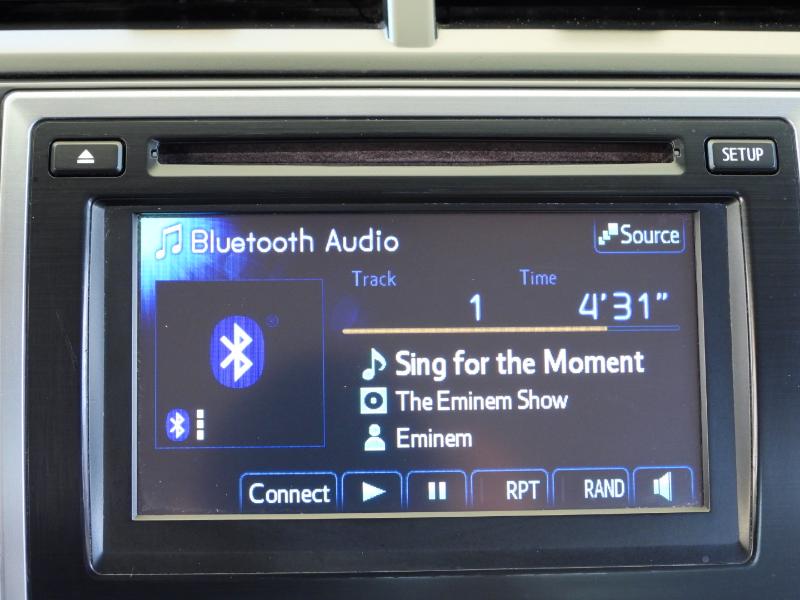 SETUP
Bluetooth Audio
Source
Track Time
1 4'31"
Sing for the Moment
The Eminem Show
Eminem
Connect RPT RAND